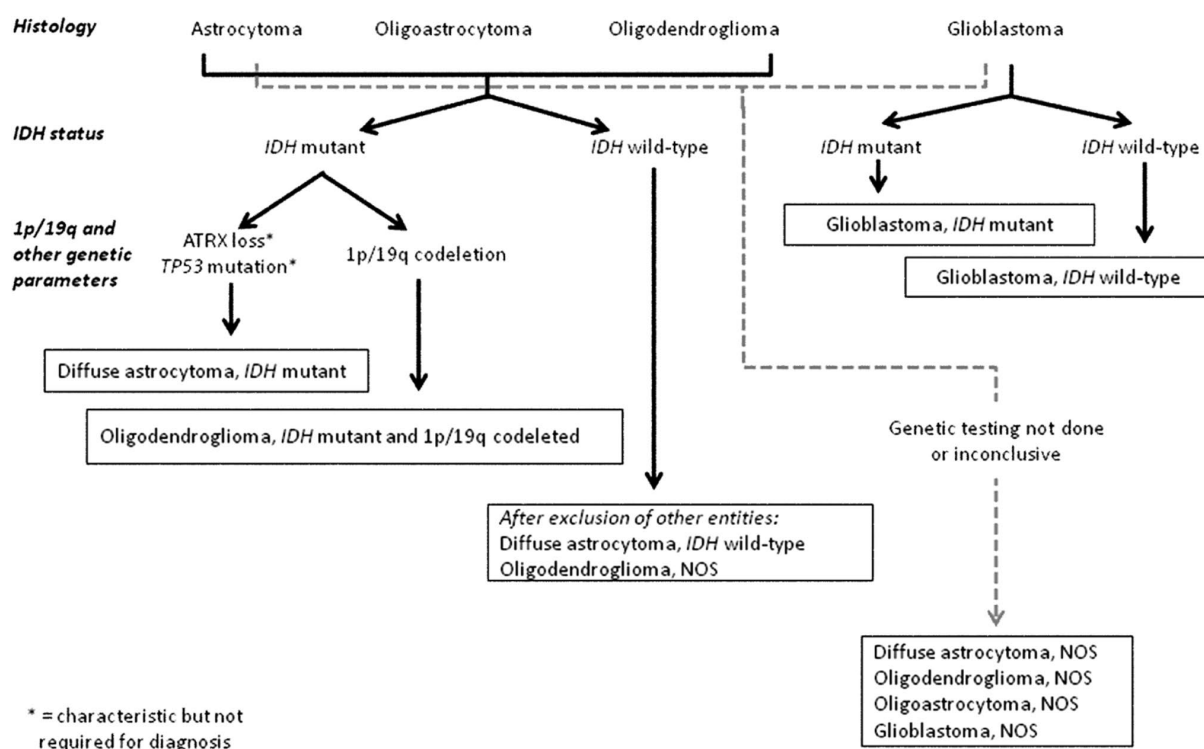 Histology
Astrocytoma
Oligoastrocytoma
Oligodendroglioma
Glioblastoma
IDH status
IDH mutant
IDH wild-type
IDH mutant
IDH wild-type
Glioblastoma, IDH mutant
1p/19q and
other genetic
parameters
ATRX loss*
TP53 mutation*
1p/19q codeletion
Glioblastoma, IDH wild-type
Diffuse astrocytoma, IDH mutant
Oligodendroglioma, IDH mutant and 1p/19q codeleted
Genetic testing not done
or inconclusive
After exclusion of other entities:
Diffuse astrocytoma, IDH wild-type
Oligodendroglioma, NOS
Diffuse astrocytoma, NOS
Oligodendroglioma, NOS
Oligoastrocytoma, NOS
Glioblastoma, NOS
* = characteristic but not
required for diagnosis